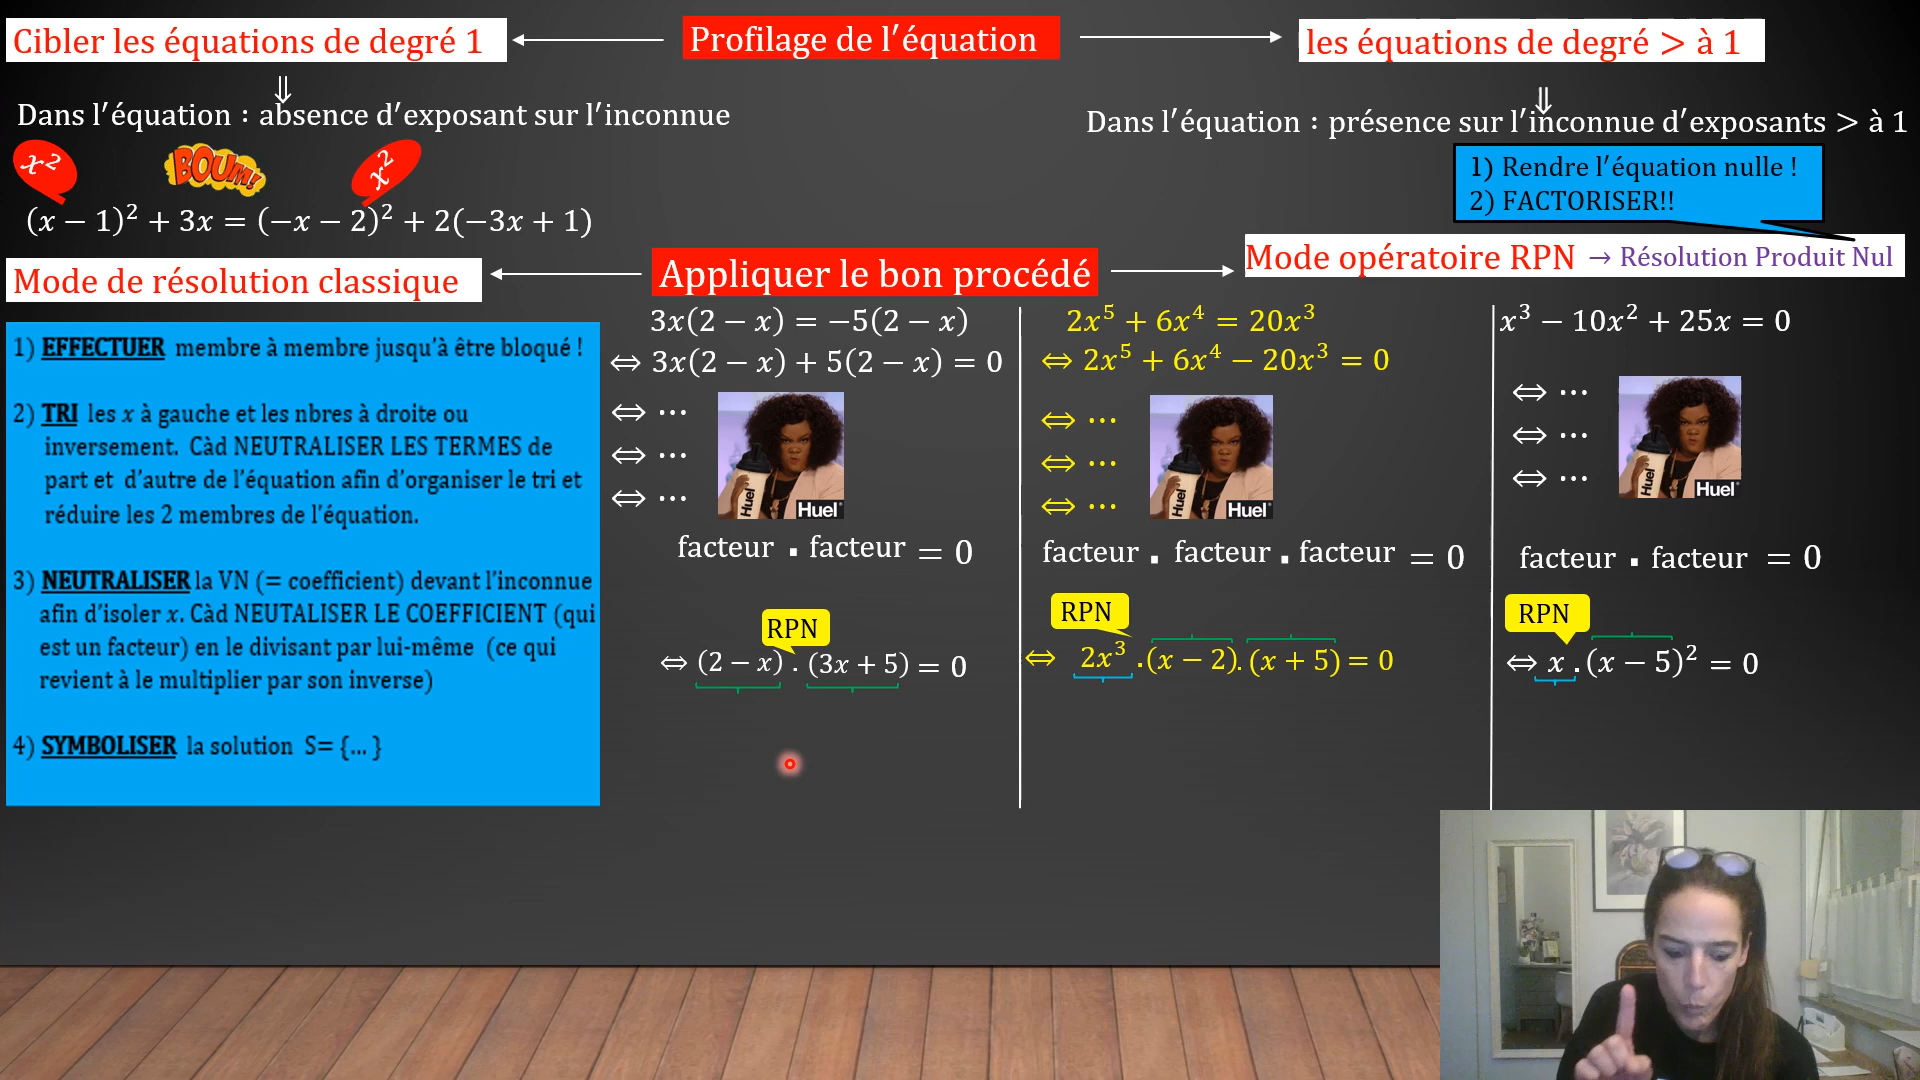 Cibler les équations de degré 1
Profilage de l'équation
les équations de degré > à 1
⇓
⇓
Dans l'équation : absence d'exposant sur l'inconnue
Dans l'équation : présence sur l'inconnue d'exposants > à 1
x²
BOUM!
x²
1) Rendre l'équation nulle !
2) FACTORISER!!
(x − 1)² + 3x = (−x − 2)² + 2(−3x + 1)
Mode de résolution classique
Appliquer le bon procédé
Mode opératoire RPN → Résolution Produit Nul
1) EFFECTUER membre à membre jusqu'à être bloqué !
2) TRI les x à gauche et les nbres à droite ou
inversement. Càd NEUTRALISER LES TERMES de
part et d'autre de l'équation afin d'organiser le tri et
réduire les 2 membres de l'équation.
3) NEUTRALISER la VN (= coefficient) devant l'inconnue
afin d'isoler x. Càd NEUTALISER LE COEFFICIENT (qui
est un facteur) en le divisant par lui-même (ce qui
revient à le multiplier par son inverse)
4) SYMBOLISER la solution S= {... }
3x(2 − x) = −5(2 − x)
⇔ 3x(2 − x) + 5(2 − x) = 0
⇔ ⋯
⇔ ⋯
⇔ ⋯
Huel
Huel
facteur . facteur = 0
RPN
⇔ (2 − x) . (3x + 5) = 0
2x⁵ + 6x⁴ = 20x³
⇔ 2x⁵ + 6x⁴ − 20x³ = 0
⇔ ⋯
⇔ ⋯
⇔ ⋯
Huel
Huel
facteur . facteur . facteur = 0
RPN
⇔ 2x³ .(x − 2). (x + 5) = 0
x³ − 10x² + 25x = 0
⇔ ⋯
⇔ ⋯
⇔ ⋯
Huel
Huel
facteur . facteur = 0
RPN
⇔ x . (x − 5)² = 0